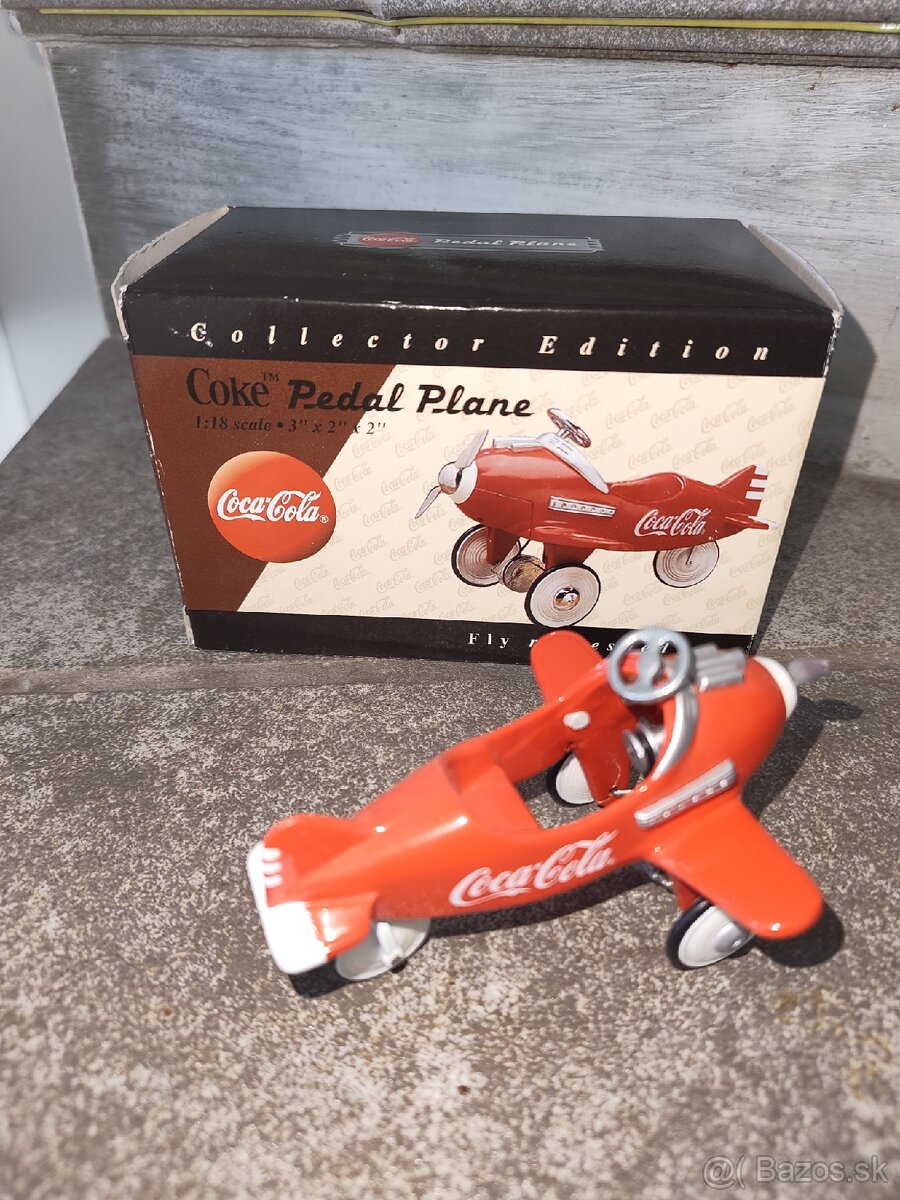 Coca-Cola Pedal Plane
Collector Edition
Coke™ Pedal Plane
1:18 scale • 3" x 2" x 2"
Coca-Cola®
Coca-Cola
Fly
Coca-Cola
@( Bazos.sk